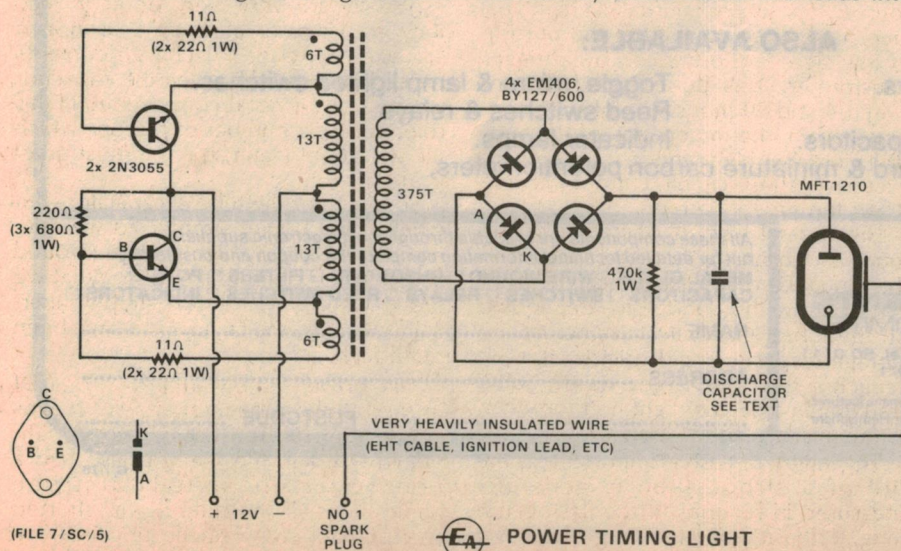 11Ω
(2x 22Ω 1W)
6T
4x EM406,
BY127/600
13T
2x 2N3055
375T
MFT1210
220Ω
(3x 680Ω
1W)
B
C
E
A
K
13T
470k
1W
6T
11Ω
(2x 22Ω 1W)
DISCHARGE
CAPACITOR
SEE TEXT
C
B E
K
A
VERY HEAVILY INSULATED WIRE
(EHT CABLE, IGNITION LEAD, ETC)
+ 12V −
NO 1
SPARK
PLUG
(FILE 7/SC/5)
EA POWER TIMING LIGHT